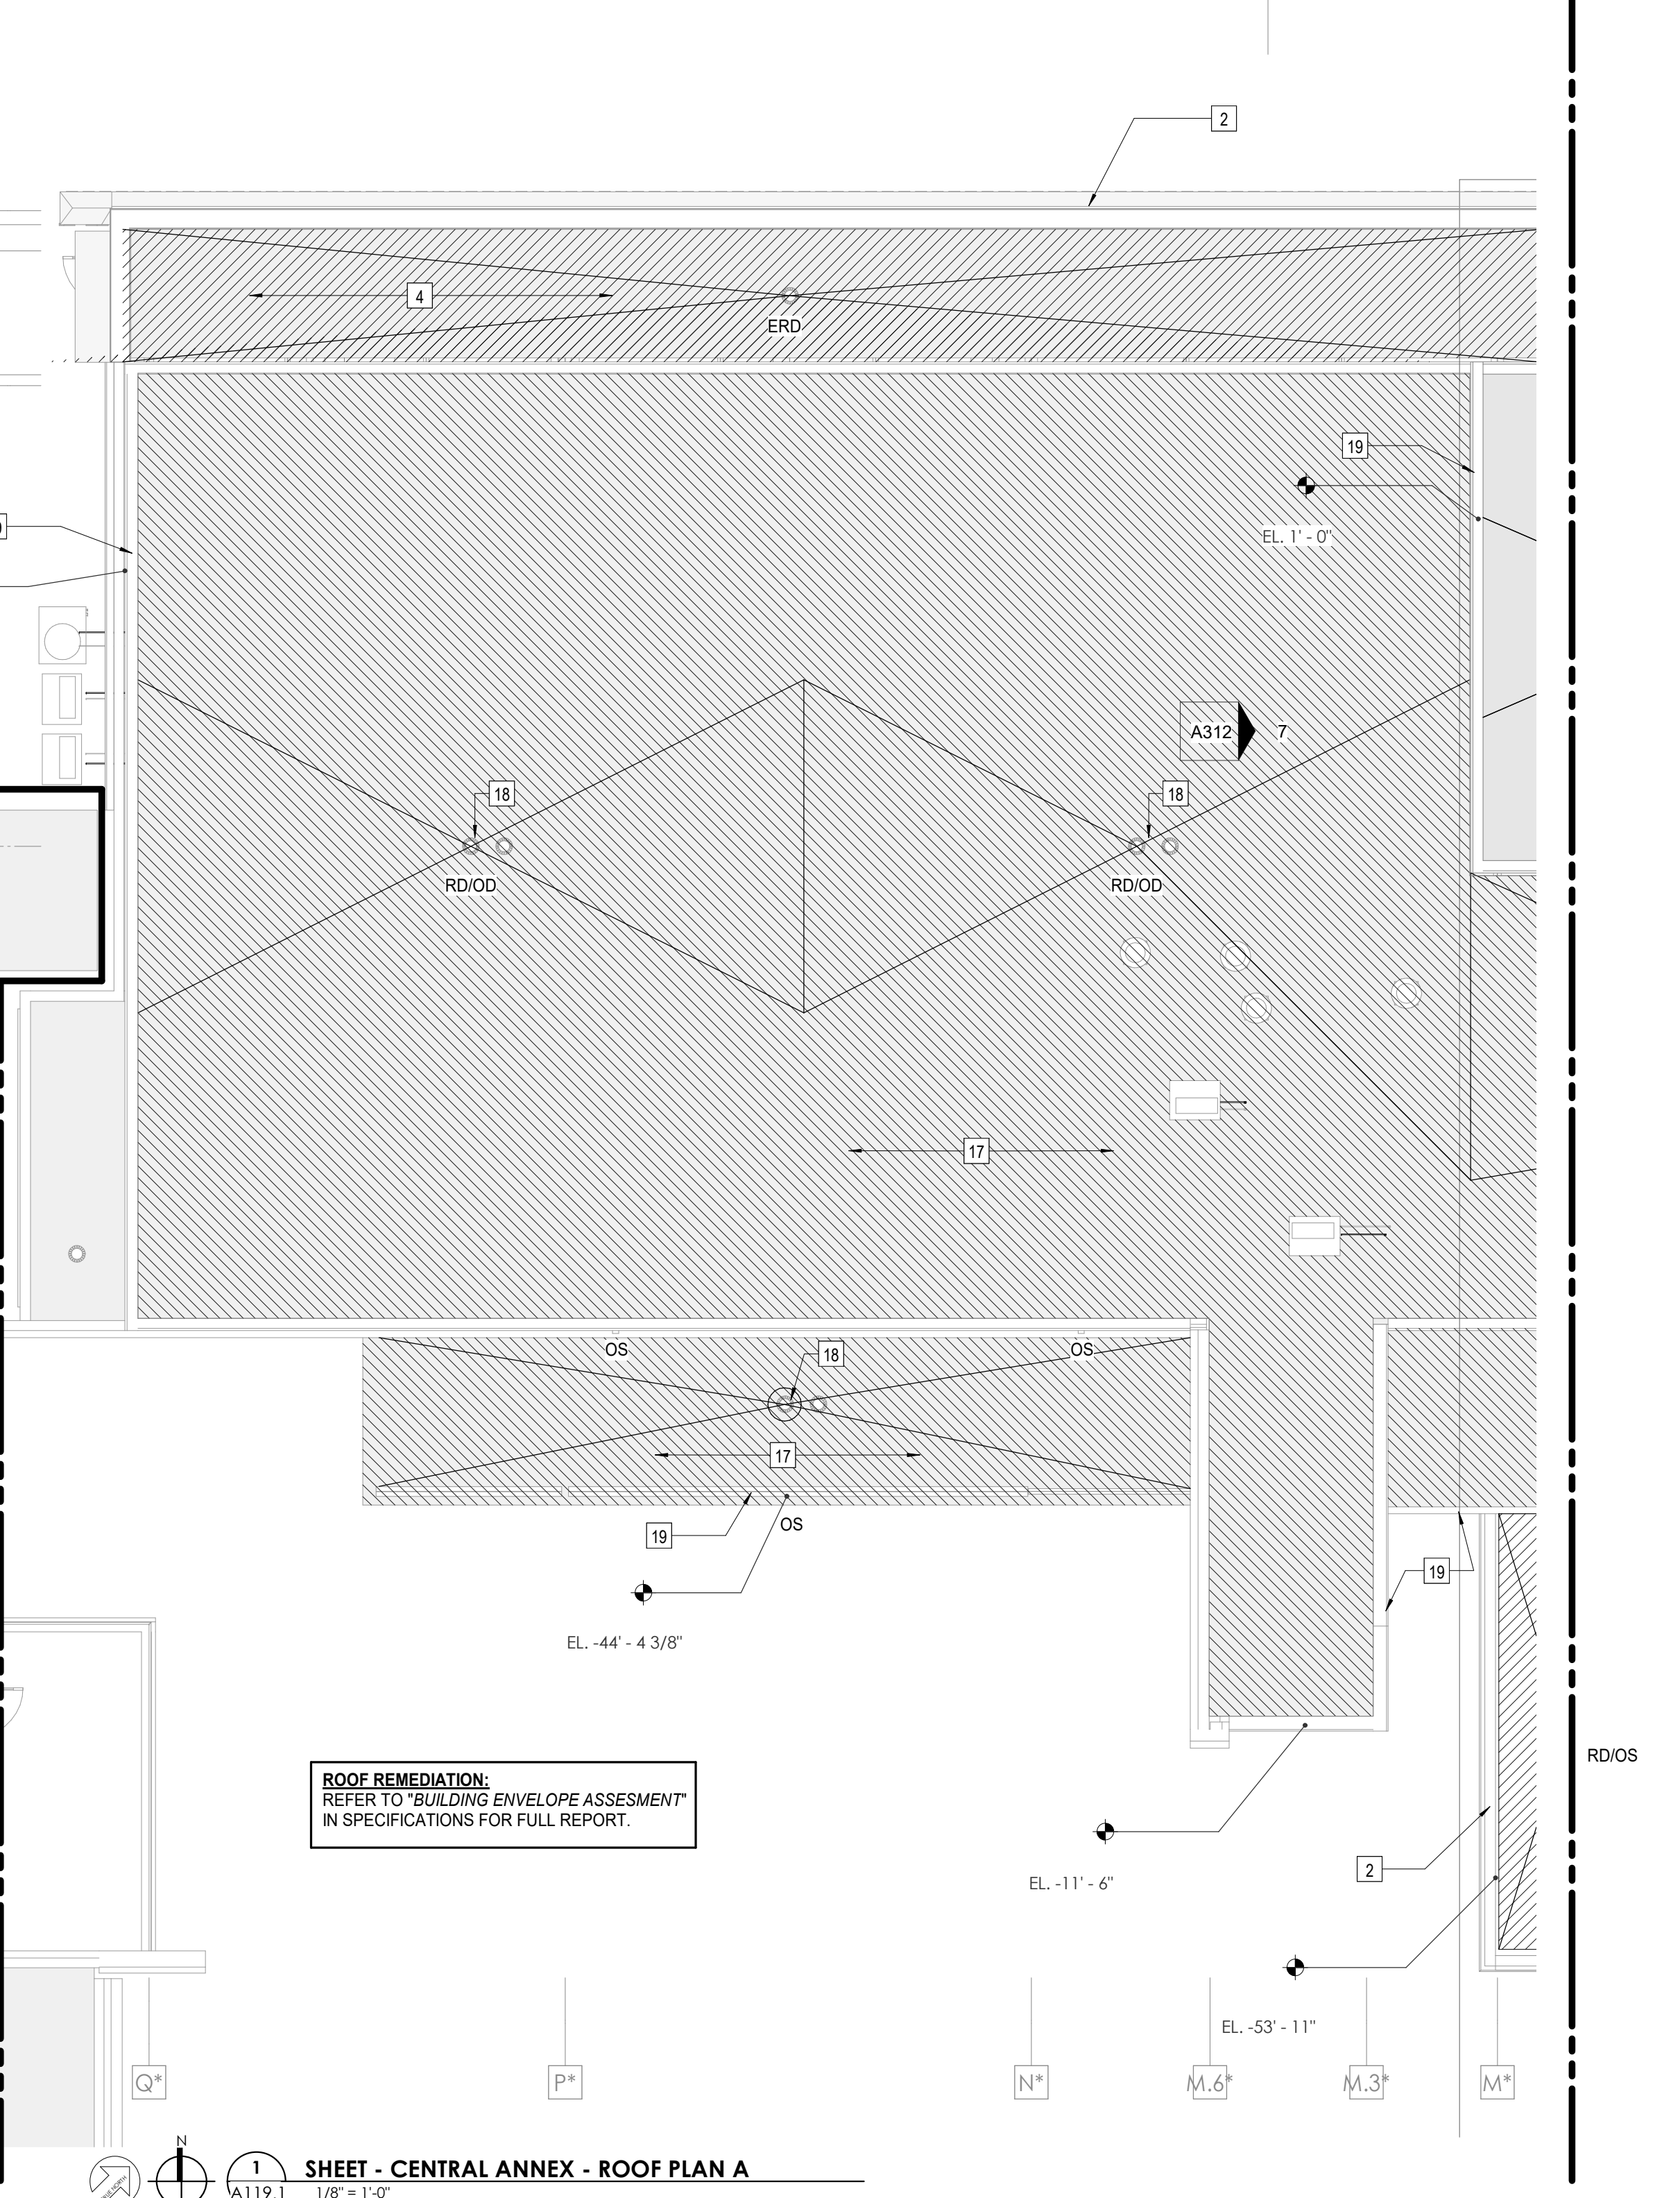 2
4
ERD
19
EL. 1' - 0"
A312
7
18
18
RD/OD
RD/OD
17
OS
OS
18
17
19
OS
19
EL. -44' - 4 3/8"
RD/OS
ROOF REMEDIATION:
REFER TO "BUILDING ENVELOPE ASSESMENT"
IN SPECIFICATIONS FOR FULL REPORT.
2
EL. -11' - 6"
EL. -53' - 11"
Q*
P*
N*
M.6*
M.3*
M*
N
TRUE NORTH
1
SHEET - CENTRAL ANNEX - ROOF PLAN A
A119.1
1/8" = 1'-0"